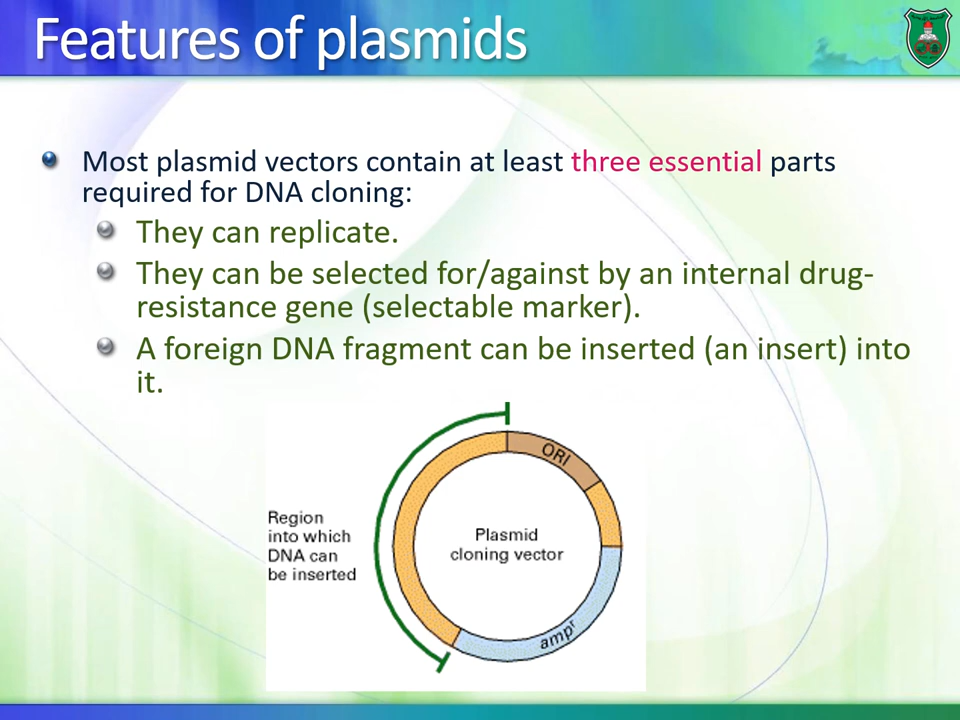 Features of plasmids
Most plasmid vectors contain at least three essential parts
required for DNA cloning:
They can replicate.
They can be selected for/against by an internal drug-
resistance gene (selectable marker).
A foreign DNA fragment can be inserted (an insert) into
it.
ORI
Region
into which
DNA can
be inserted
Plasmid
cloning vector
ampʳ